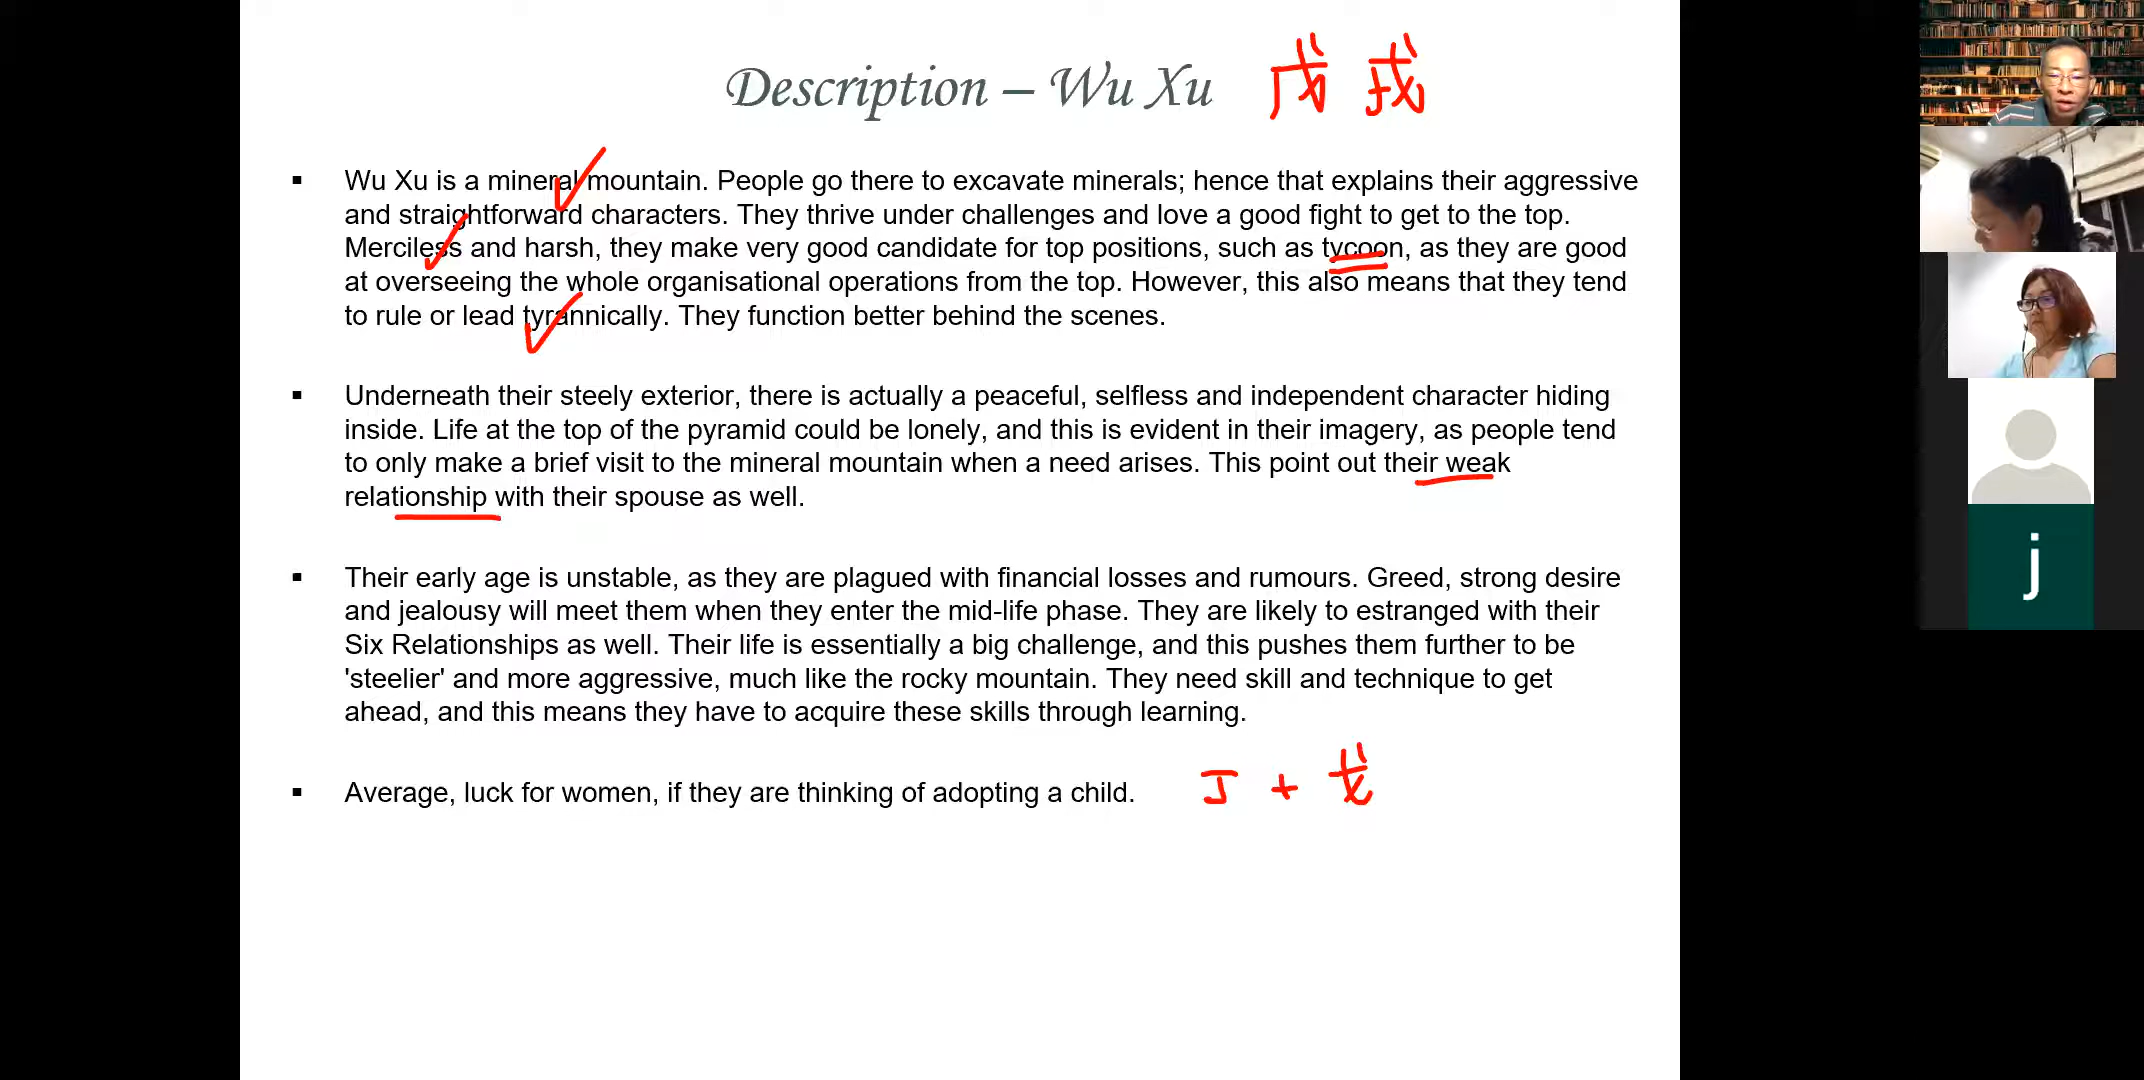 Description – Wu Xu 戊 戎
▪ Wu Xu is a mineral mountain. People go there to excavate minerals; hence that explains their aggressive
and straightforward characters. They thrive under challenges and love a good fight to get to the top.
Merciless and harsh, they make very good candidate for top positions, such as tycoon, as they are good
at overseeing the whole organisational operations from the top. However, this also means that they tend
to rule or lead tyrannically. They function better behind the scenes.
▪ Underneath their steely exterior, there is actually a peaceful, selfless and independent character hiding
inside. Life at the top of the pyramid could be lonely, and this is evident in their imagery, as people tend
to only make a brief visit to the mineral mountain when a need arises. This point out their weak
relationship with their spouse as well.
▪ Their early age is unstable, as they are plagued with financial losses and rumours. Greed, strong desire
and jealousy will meet them when they enter the mid-life phase. They are likely to estranged with their
Six Relationships as well. Their life is essentially a big challenge, and this pushes them further to be
'steelier' and more aggressive, much like the rocky mountain. They need skill and technique to get
ahead, and this means they have to acquire these skills through learning.
▪ Average, luck for women, if they are thinking of adopting a child. + 戈
j